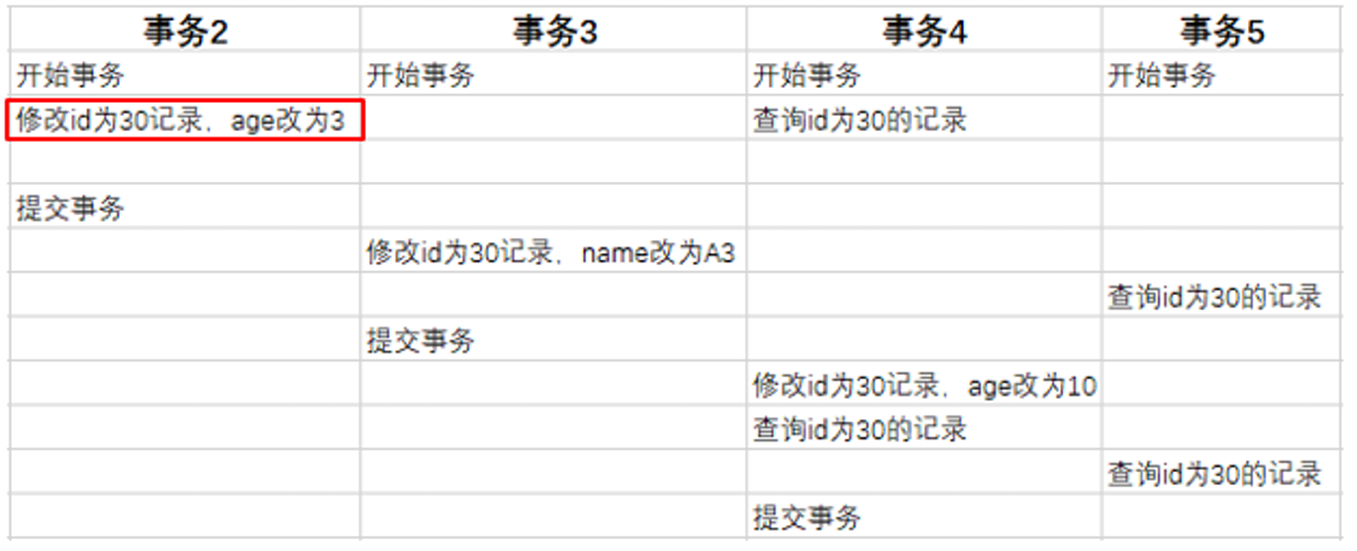 事务2 事务3 事务4 事务5
开始事务 开始事务 开始事务 开始事务
修改id为30记录，age改为3 查询id为30的记录
提交事务
修改id为30记录，name改为A3
查询id为30的记录
提交事务
修改id为30记录，age改为10
查询id为30的记录
查询id为30的记录
提交事务